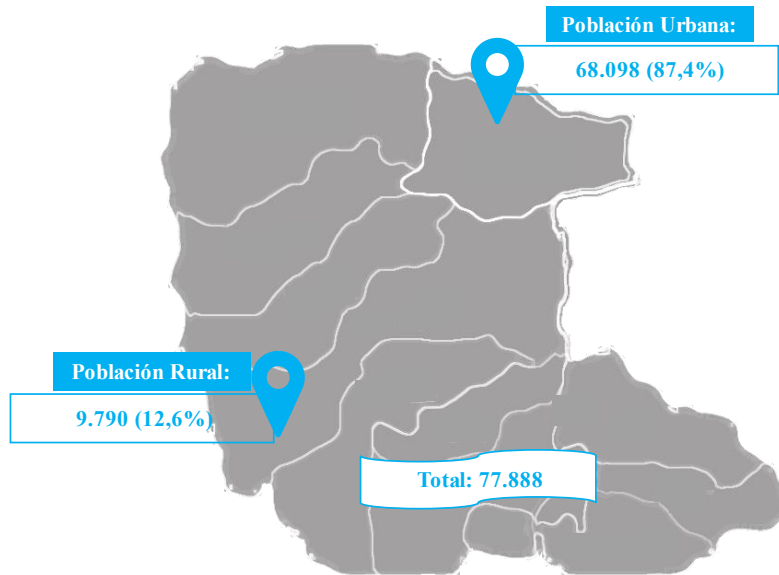 Población Urbana:
68.098 (87,4%)
Población Rural:
9.790 (12,6%)
Total: 77.888